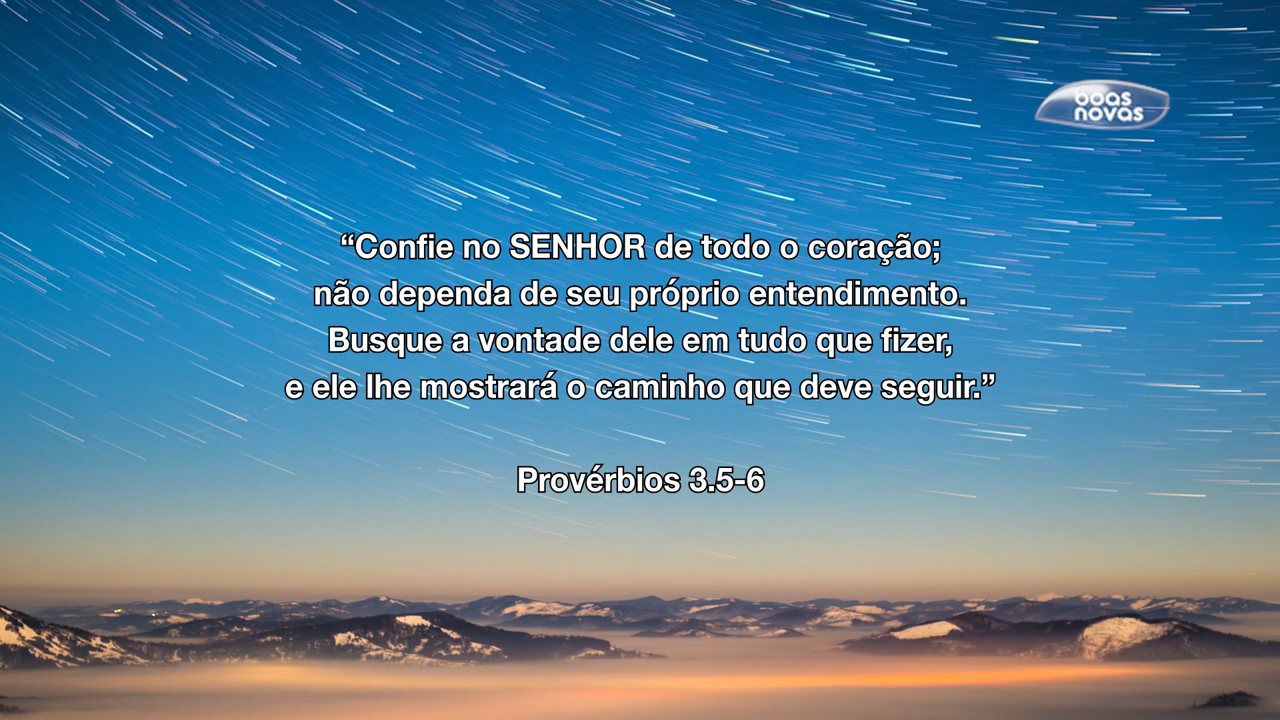 boas
novas
“Confie no SENHOR de todo o coração;
não dependa de seu próprio entendimento.
Busque a vontade dele em tudo que fizer,
e ele lhe mostrará o caminho que deve seguir.”
Provérbios 3.5-6